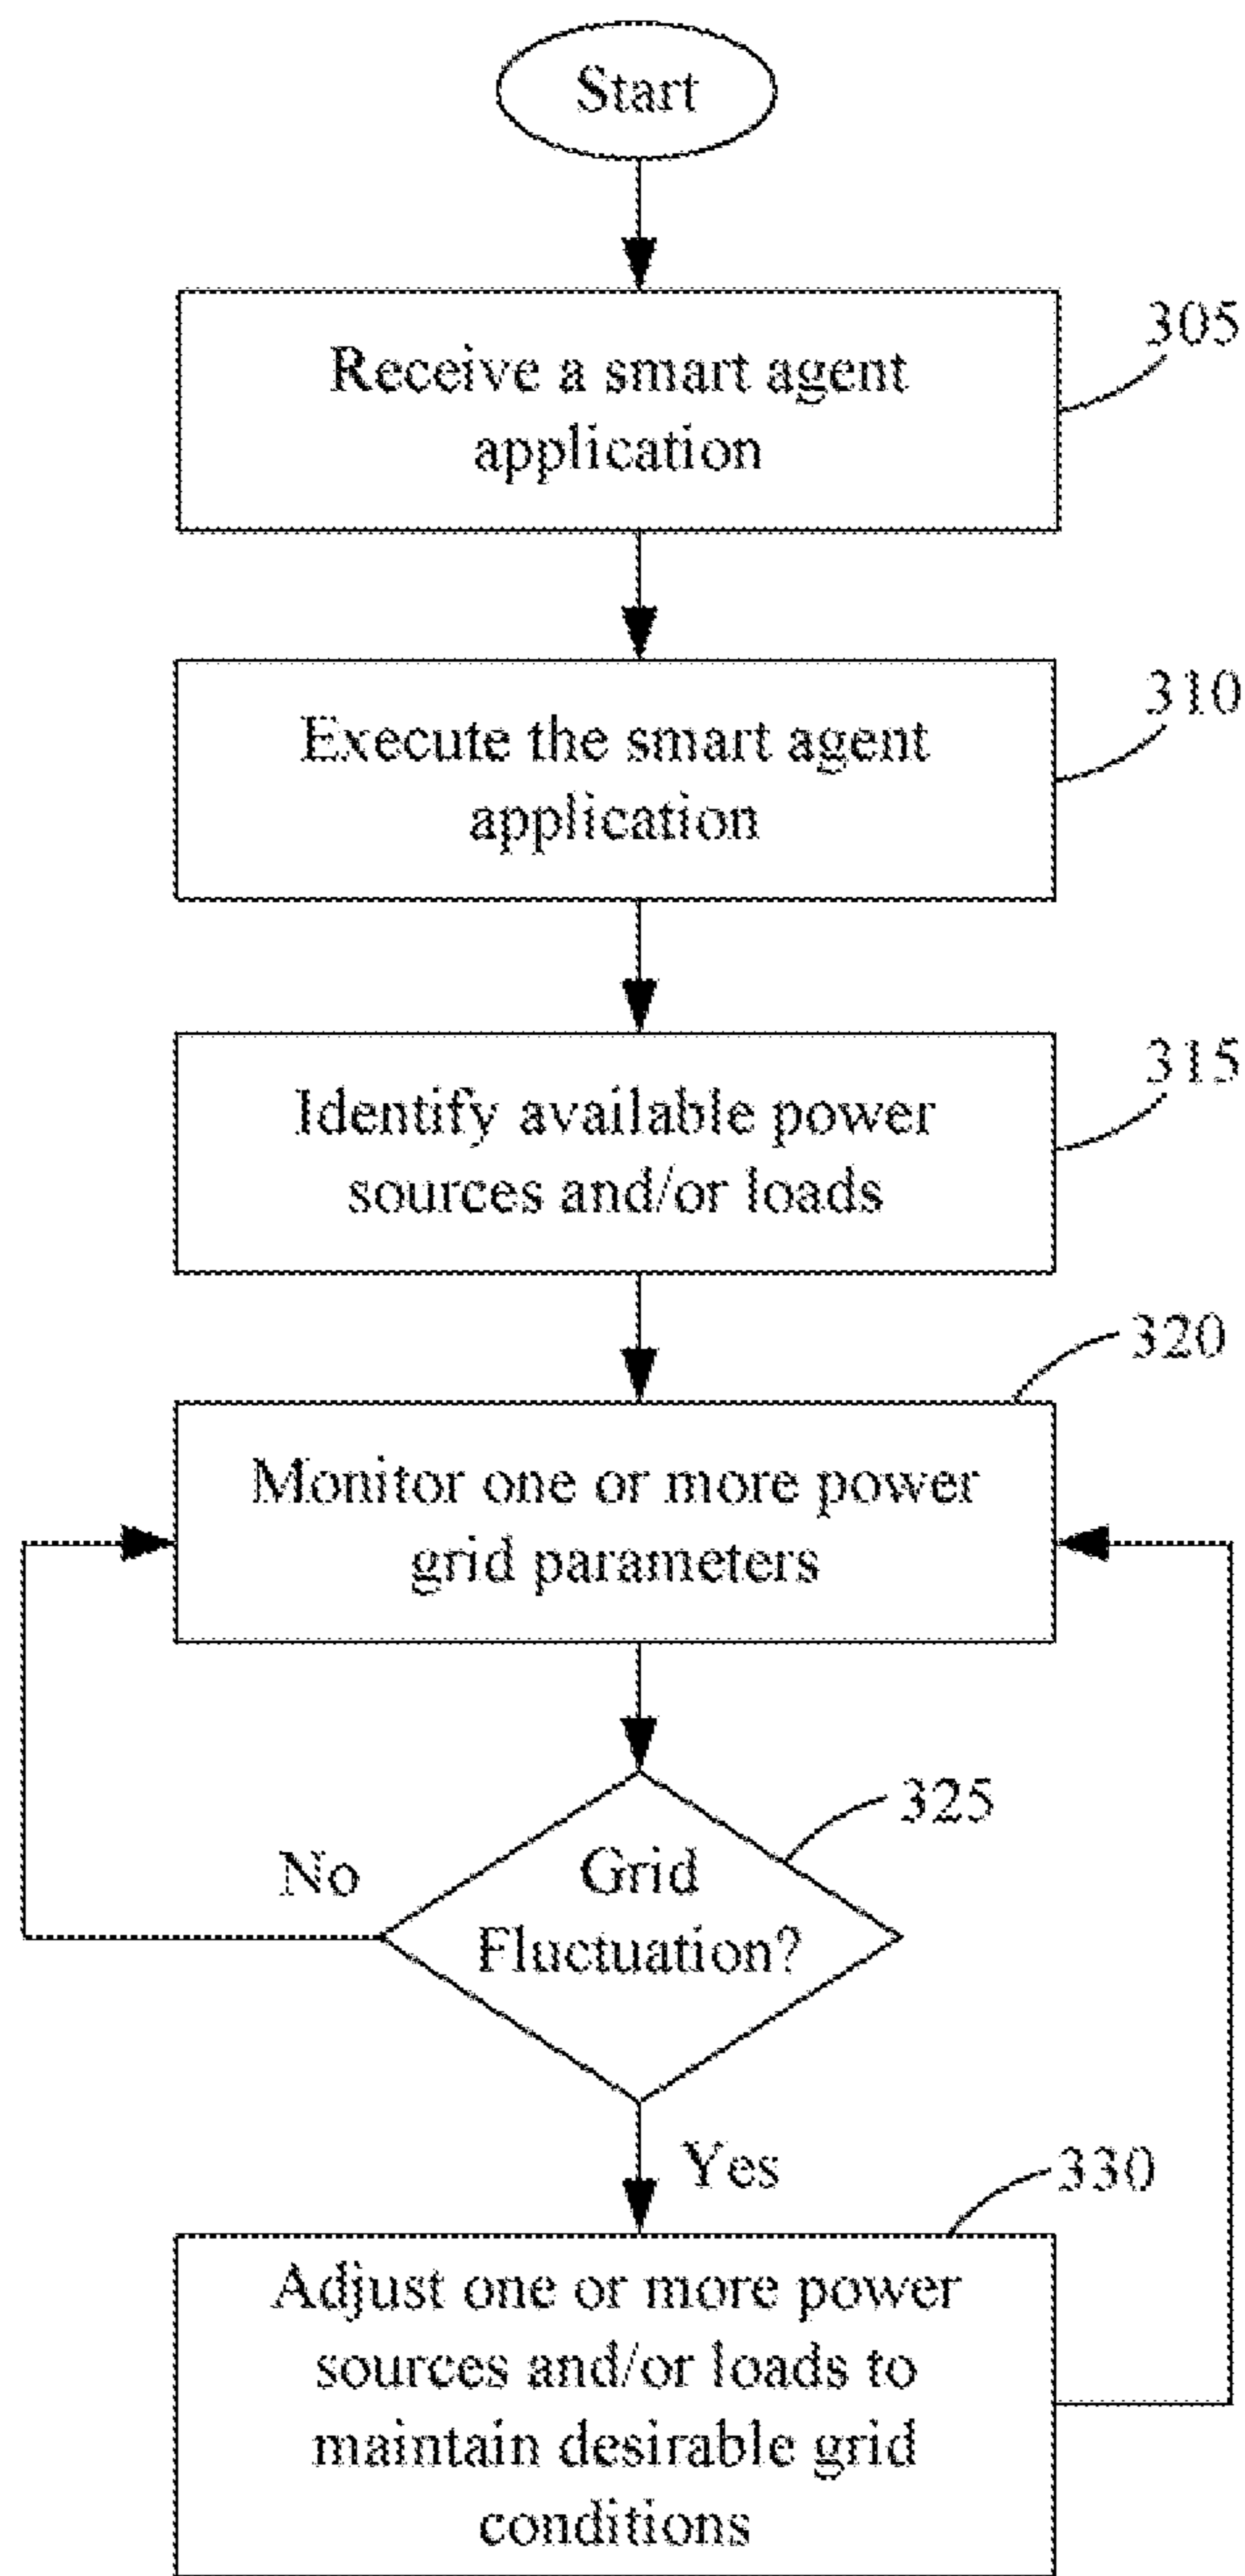 Start
305
Receive a smart agent
application
310
Execute the smart agent
application
315
Identify available power
sources and/or loads
320
Monitor one or more power
grid parameters
325
No
Grid
Fluctuation?
Yes
330
Adjust one or more power
sources and/or loads to
maintain desirable grid
conditions